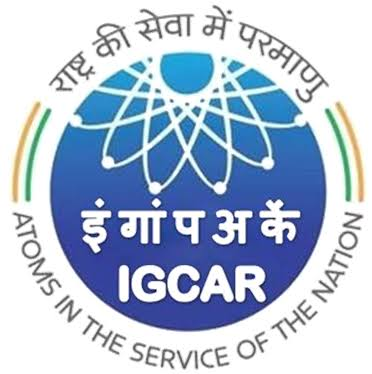 राष्ट्र की सेवा में परमाणु
इं गां प अ कें
IGCAR
ATOMS IN THE SERVICE OF THE NATION